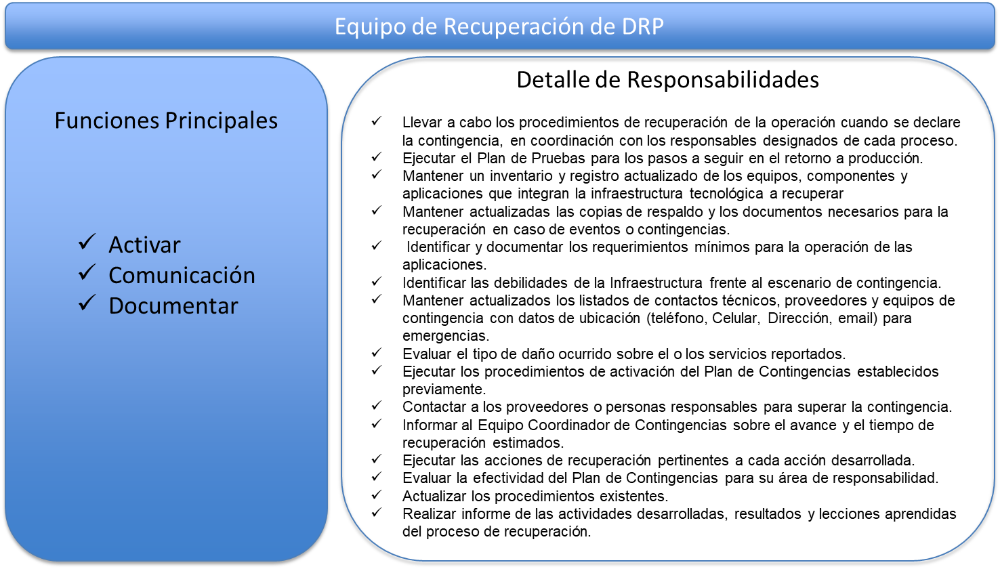 Equipo de Recuperación de DRP
Funciones Principales
✓ Activar
✓ Comunicación
✓ Documentar
Detalle de Responsabilidades
✓ Llevar a cabo los procedimientos de recuperación de la operación cuando se declare
la contingencia, en coordinación con los responsables designados de cada proceso.
✓ Ejecutar el Plan de Pruebas para los pasos a seguir en el retorno a producción.
✓ Mantener un inventario y registro actualizado de los equipos, componentes y
aplicaciones que integran la infraestructura tecnológica a recuperar
✓ Mantener actualizadas las copias de respaldo y los documentos necesarios para la
recuperación en caso de eventos o contingencias.
✓ Identificar y documentar los requerimientos mínimos para la operación de las
aplicaciones.
✓ Identificar las debilidades de la Infraestructura frente al escenario de contingencia.
✓ Mantener actualizados los listados de contactos técnicos, proveedores y equipos de
contingencia con datos de ubicación (teléfono, Celular, Dirección, email) para
emergencias.
✓ Evaluar el tipo de daño ocurrido sobre el o los servicios reportados.
✓ Ejecutar los procedimientos de activación del Plan de Contingencias establecidos
previamente.
✓ Contactar a los proveedores o personas responsables para superar la contingencia.
✓ Informar al Equipo Coordinador de Contingencias sobre el avance y el tiempo de
recuperación estimados.
✓ Ejecutar las acciones de recuperación pertinentes a cada acción desarrollada.
✓ Evaluar la efectividad del Plan de Contingencias para su área de responsabilidad.
✓ Actualizar los procedimientos existentes.
✓ Realizar informe de las actividades desarrolladas, resultados y lecciones aprendidas
del proceso de recuperación.